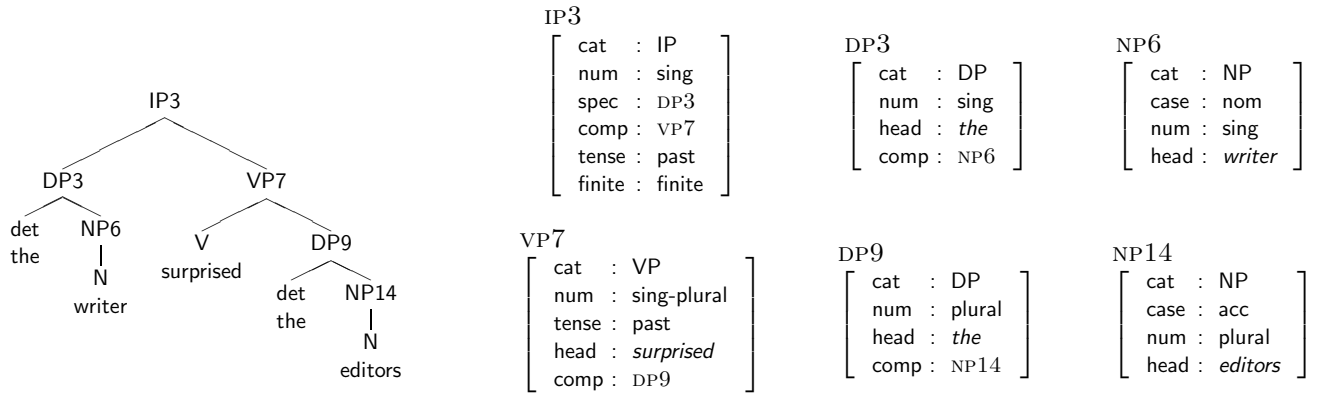 IP3
DP3
VP7
det
the
NP6
N
writer
V
surprised
DP9
det
the
NP14
N
editors
IP3
cat : IP
num : sing
spec : DP3
comp : VP7
tense : past
finite : finite
DP3
cat : DP
num : sing
head : the
comp : NP6
NP6
cat : NP
case : nom
num : sing
head : writer
VP7
cat : VP
num : sing-plural
tense : past
head : surprised
comp : DP9
DP9
cat : DP
num : plural
head : the
comp : NP14
NP14
cat : NP
case : acc
num : plural
head : editors